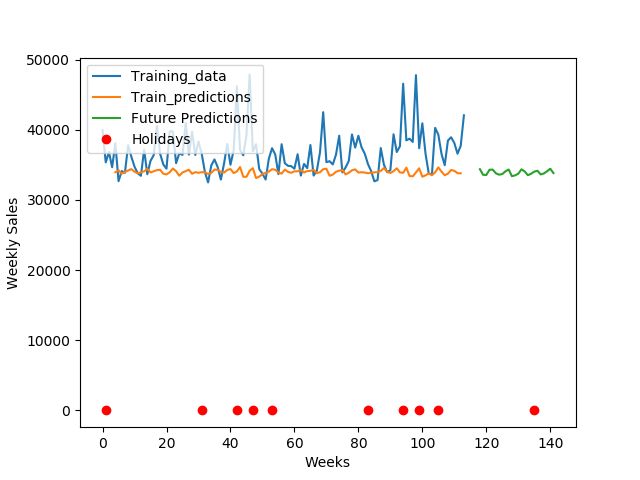 50000
40000
30000
20000
10000
0
Weekly Sales
Training_data
Train_predictions
Future Predictions
Holidays
0 20 40 60 80 100 120 140
Weeks